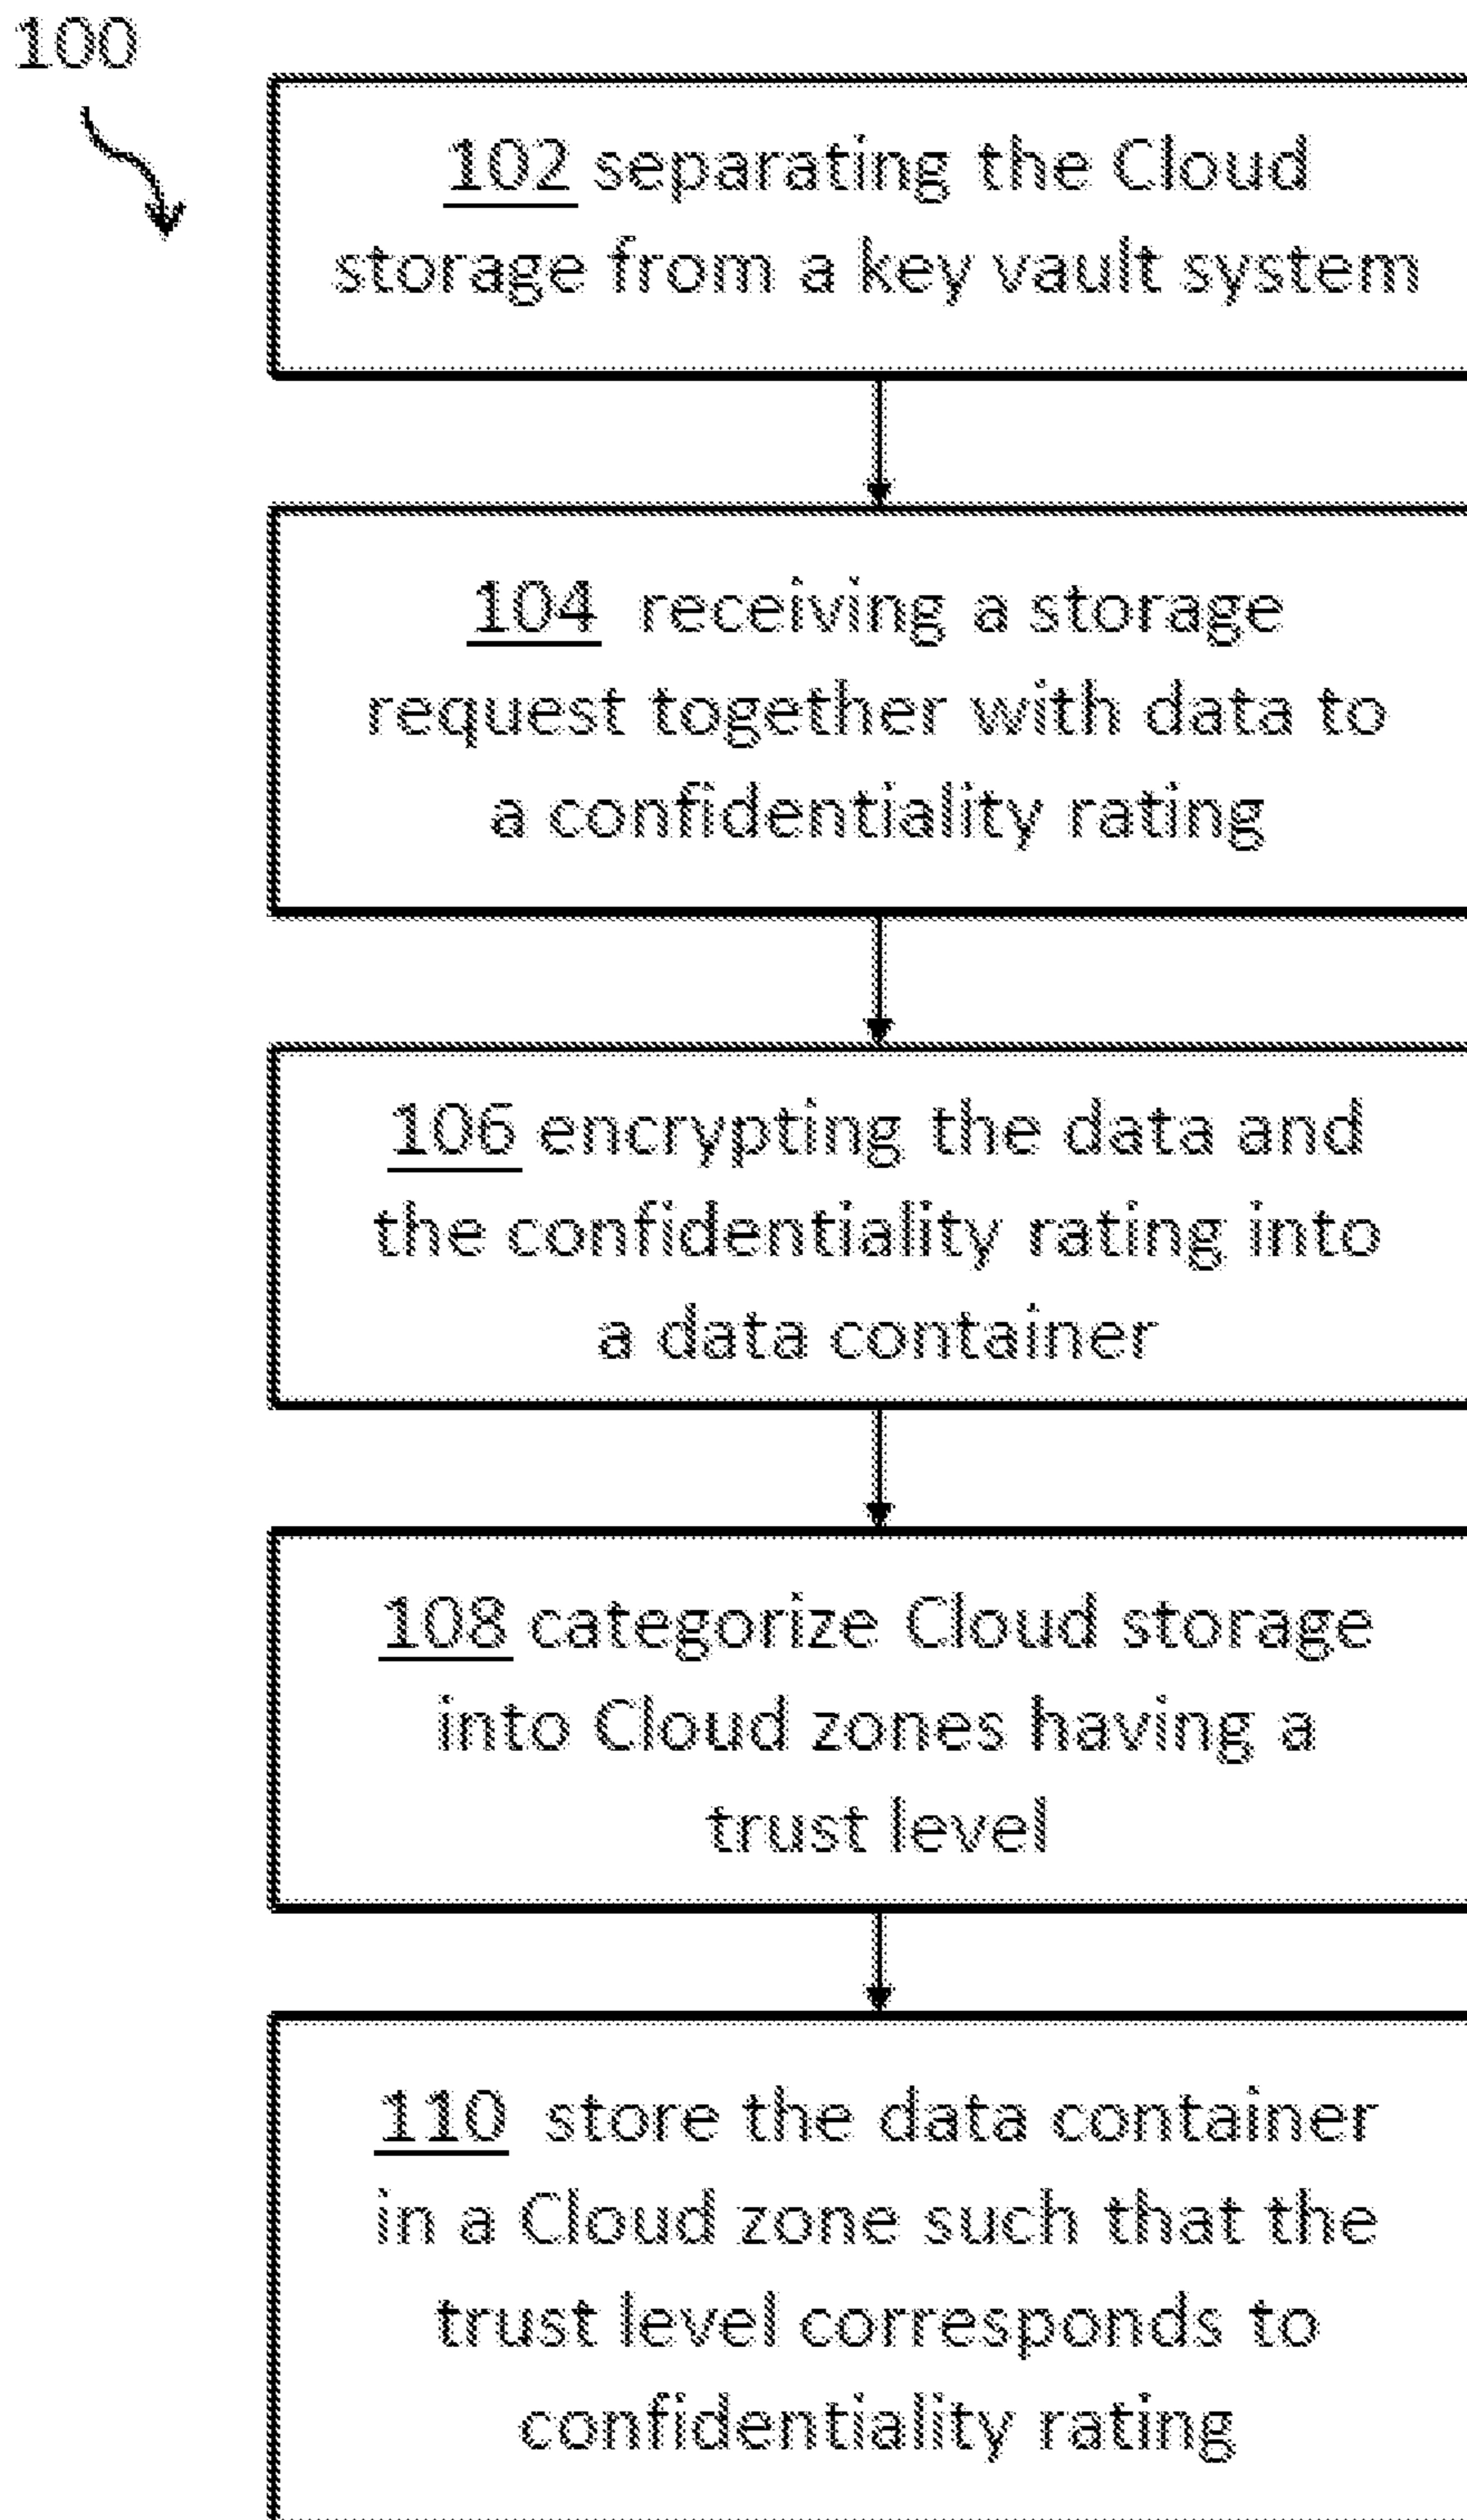 100
102 separating the Cloud
storage from a key vault system
104 receiving a storage
request together with data to
a confidentiality rating
106 encrypting the data and
the confidentiality rating into
a data container
108 categorize Cloud storage
into Cloud zones having a
trust level
110 store the data container
in a Cloud zone such that the
trust level corresponds to
confidentiality rating